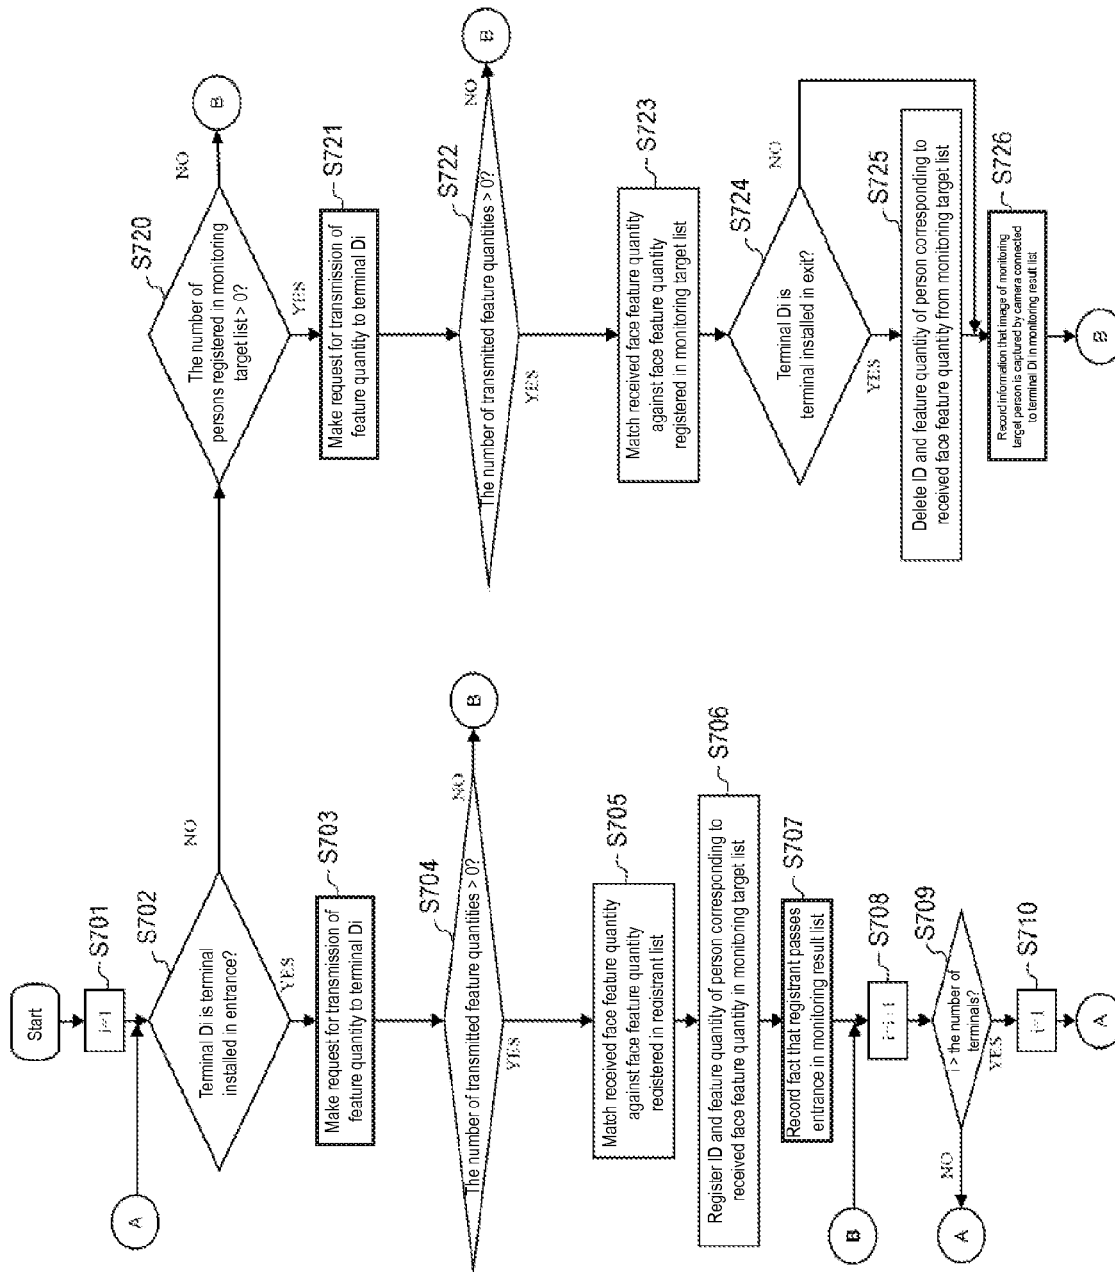 Start
i=1
S701
A
Terminal Di is terminal
installed in entrance?
S702
NO
YES
Make request for transmission of
feature quantity to terminal Di
S703
The number of transmitted feature quantities > 0?
S704
NO
B
YES
Match received face feature quantity
against face feature quantity
registered in registrant list
S705
Register ID and feature quantity of person corresponding to
received face feature quantity in monitoring target list
S706
Record fact that registrant passes
entrance in monitoring result list
S707
B
S708
i > the number of
terminals?
S709
NO
A
YES
i=1
S710
A
The number of
persons registered in monitoring
target list > 0?
S720
NO
B
YES
Make request for transmission of
feature quantity to terminal Di
S721
The number of transmitted feature quantities > 0?
S722
NO
B
YES
Match received face feature quantity
against face feature quantity
registered in monitoring target list
S723
Terminal Di is
terminal installed in exit?
S724
NO
YES
Delete ID and feature quantity of person corresponding to
received face feature quantity from monitoring target list
S725
Record information that image of monitoring
target person is captured by camera connected
to terminal Di in monitoring result list
S726
B